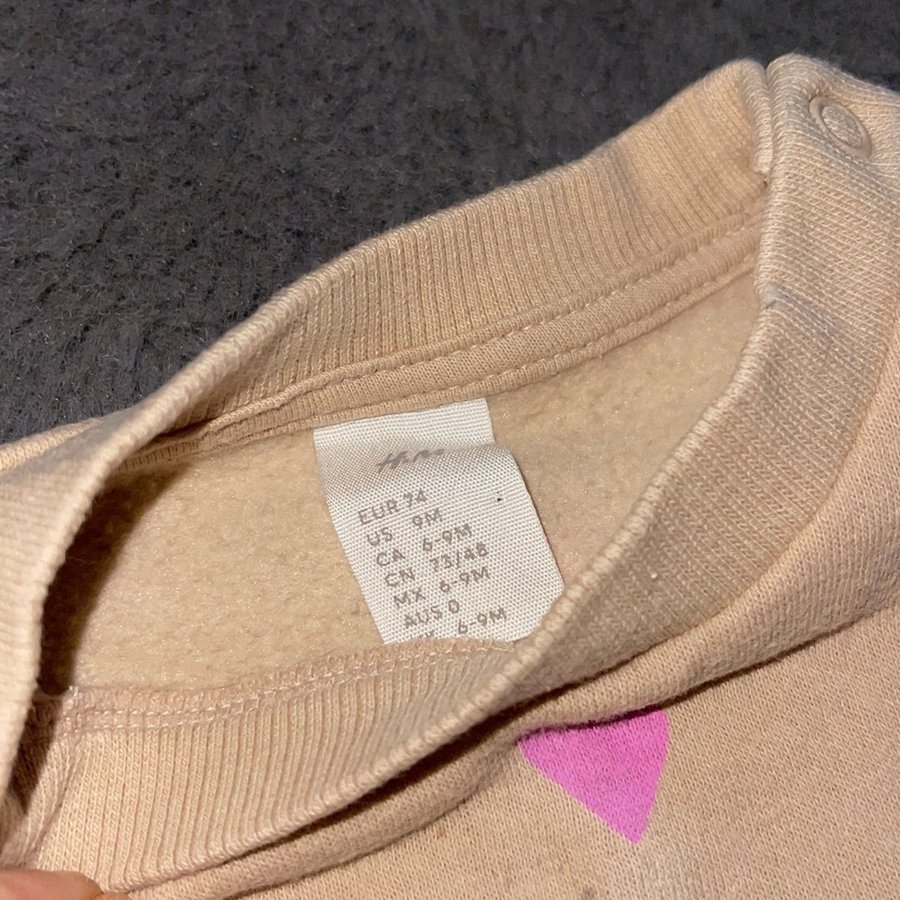 H&M
EUR 74
US 9M
CA 6-9M
CN 73/48
MX 6-9M
AUS 0
6-9M